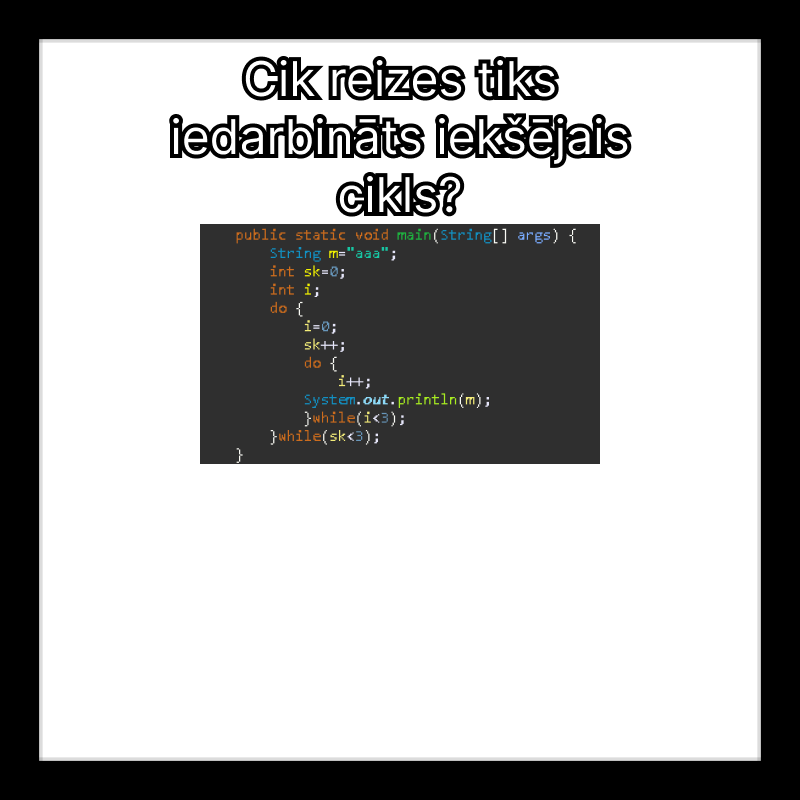 Cik reizes tiks
iedarbināts iekšējais
cikls?
public static void main(String[] args) {
String m="aaa";
int sk=0;
int i;
do {
i=0;
sk++;
do {
i++;
System.out.println(m);
}while(i<3);
}while(sk<3);
}